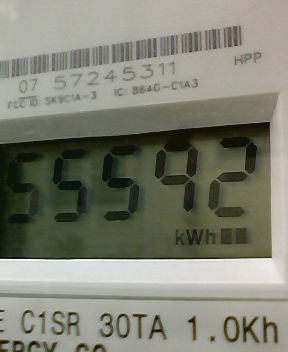 07 57245311
HPP
FCC ID: SK9C1A-3 IC: 864G-C1A3
55592
kWh
C1SR 30TA 1.0Kh